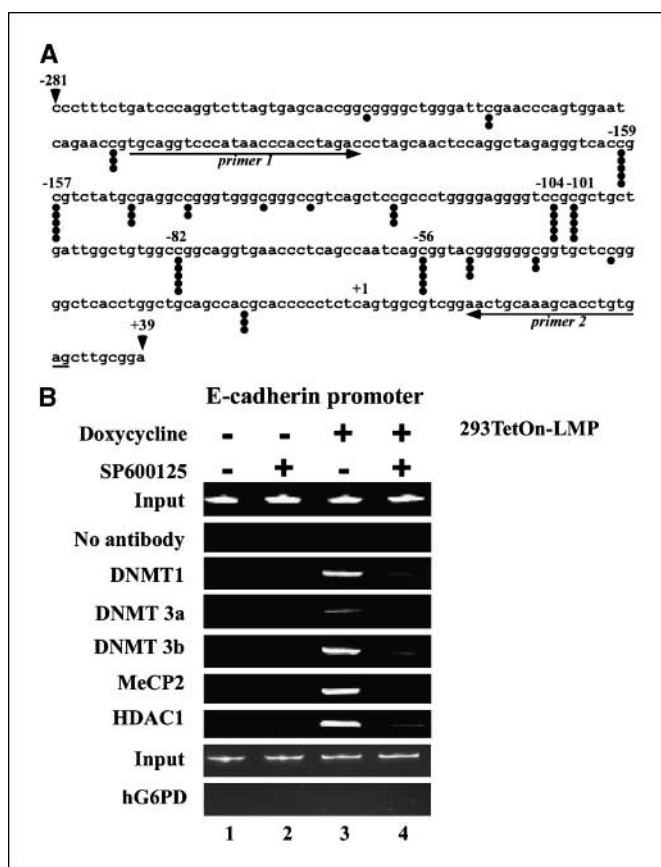 A
-281
ccctttctgatcccaggtcttagtgagcaccggcggggctgggattcgaacccagtggaat
cagaaccgtgcaggtcccataacccacctagaccctagcaactccaggctagagggtcaccg
-159
primer 1
-157
-104 -101
cgtctatgcgaggccgggtgggcgggccgtcagctccgccctggggaggggtccgcgctgct
-82
-56
gattggctgtggccggcaggtgaaccctcagccaatcagcggtacggggggcggtgctccgg
+1
ggctcacctggctgcagccacgcaccccctctcagtggcgtcggaactgcaaagcacctgtg
primer 2
+39
agcttgcgga
B
E-cadherin promoter
Doxycycline - - + +
293TetOn-LMP
SP600125 - + - +
Input
No antibody
DNMT1
DNMT 3a
DNMT 3b
MeCP2
HDAC1
Input
hG6PD
1 2 3 4